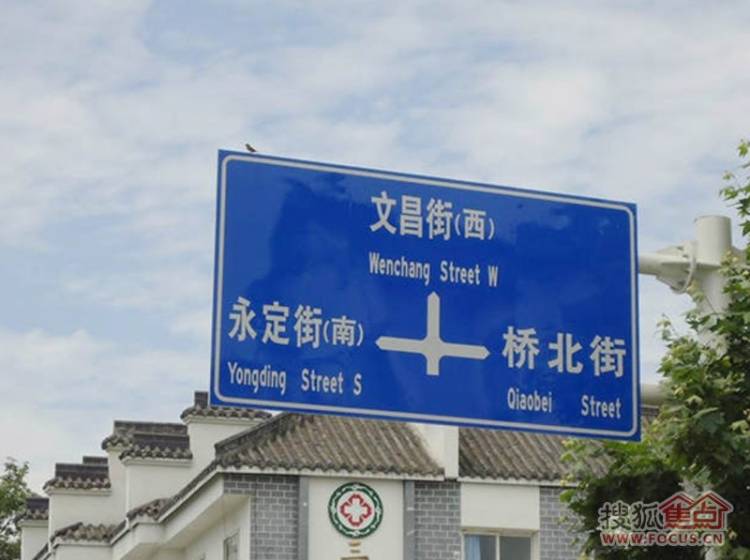 文昌街(西)
Wenchang Street W
永定街(南)
Yongding Street S
桥北街
Qiaobei Street
搜狐焦点
WWW.FOCUS.CN